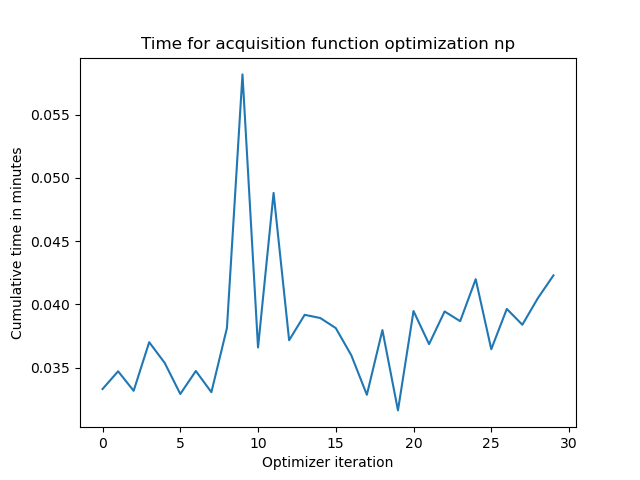 Time for acquisition function optimization np
Cumulative time in minutes
0.055
0.050
0.045
0.040
0.035
0 5 10 15 20 25 30
Optimizer iteration